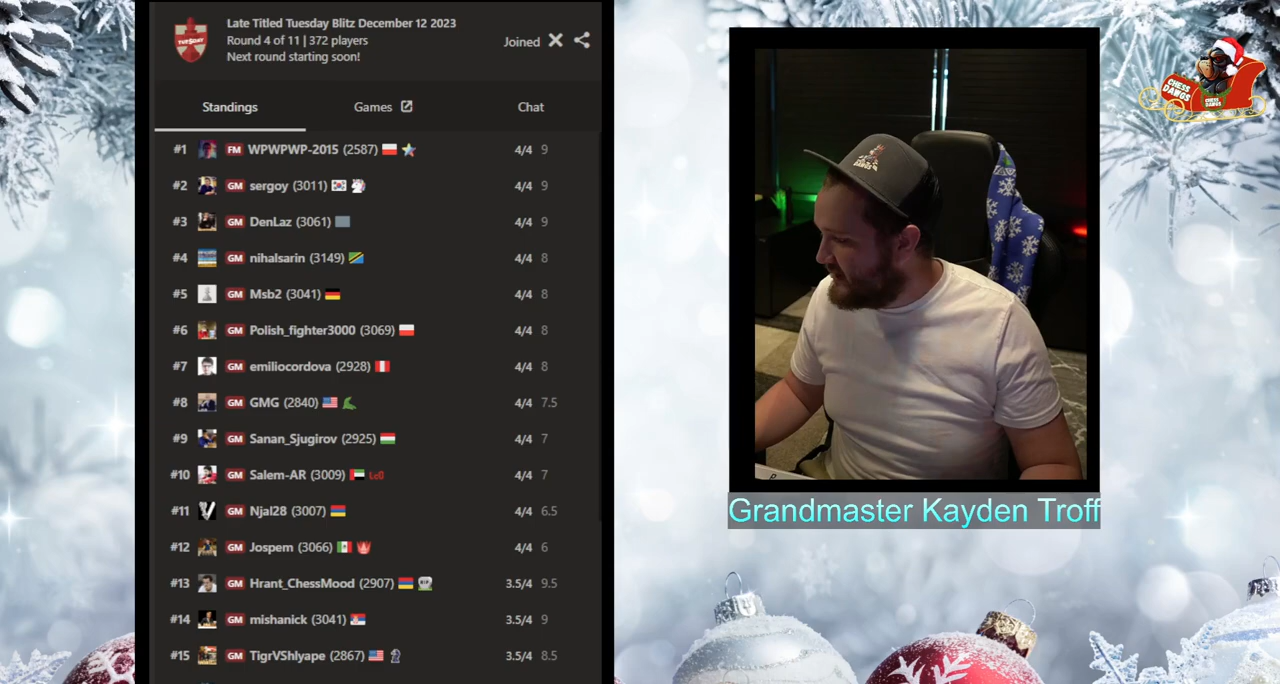 Late Titled Tuesday Blitz December 12 2023
Round 4 of 11 | 372 players
Next round starting soon!
Joined
TUESDAY
Standings Games Chat
#1 FM WPWPWP-2015 (2587) 4/4 9
#2 GM sergoy (3011) 4/4 9
#3 GM DenLaz (3061) 4/4 9
#4 GM nihalsarin (3149) 4/4 8
#5 GM Msb2 (3041) 4/4 8
#6 GM Polish_fighter3000 (3069) 4/4 8
#7 GM emiliocordova (2928) 4/4 8
#8 GM GMG (2840) 4/4 7.5
#9 GM Sanan_Sjugirov (2925) 4/4 7
#10 GM Salem-AR (3009) Lc0 4/4 7
#11 GM Njal28 (3007) 4/4 6.5
#12 GM Jospem (3066) 4/4 6
#13 GM Hrant_ChessMood (2907) RIP 3.5/4 9.5
#14 GM mishanick (3041) 3.5/4 9
#15 GM TigrVShlyape (2867) 3.5/4 8.5
Grandmaster Kayden Troff
CHESS
DAWGS
CHESS
DAWGS